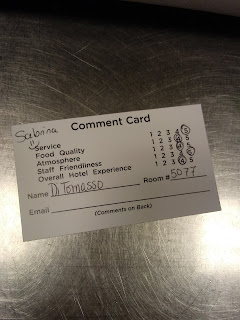 Sabrina
Comment Card
Service 1 2 3 4 5
Food Quality 1 2 3 4 5
Atmosphere 1 2 3 4 5
Staff Friendliness 1 2 3 4 5
Overall Hotel Experience 1 2 3 4 5
Name DiTomasso Room # 5077
Email
(Comments on Back)